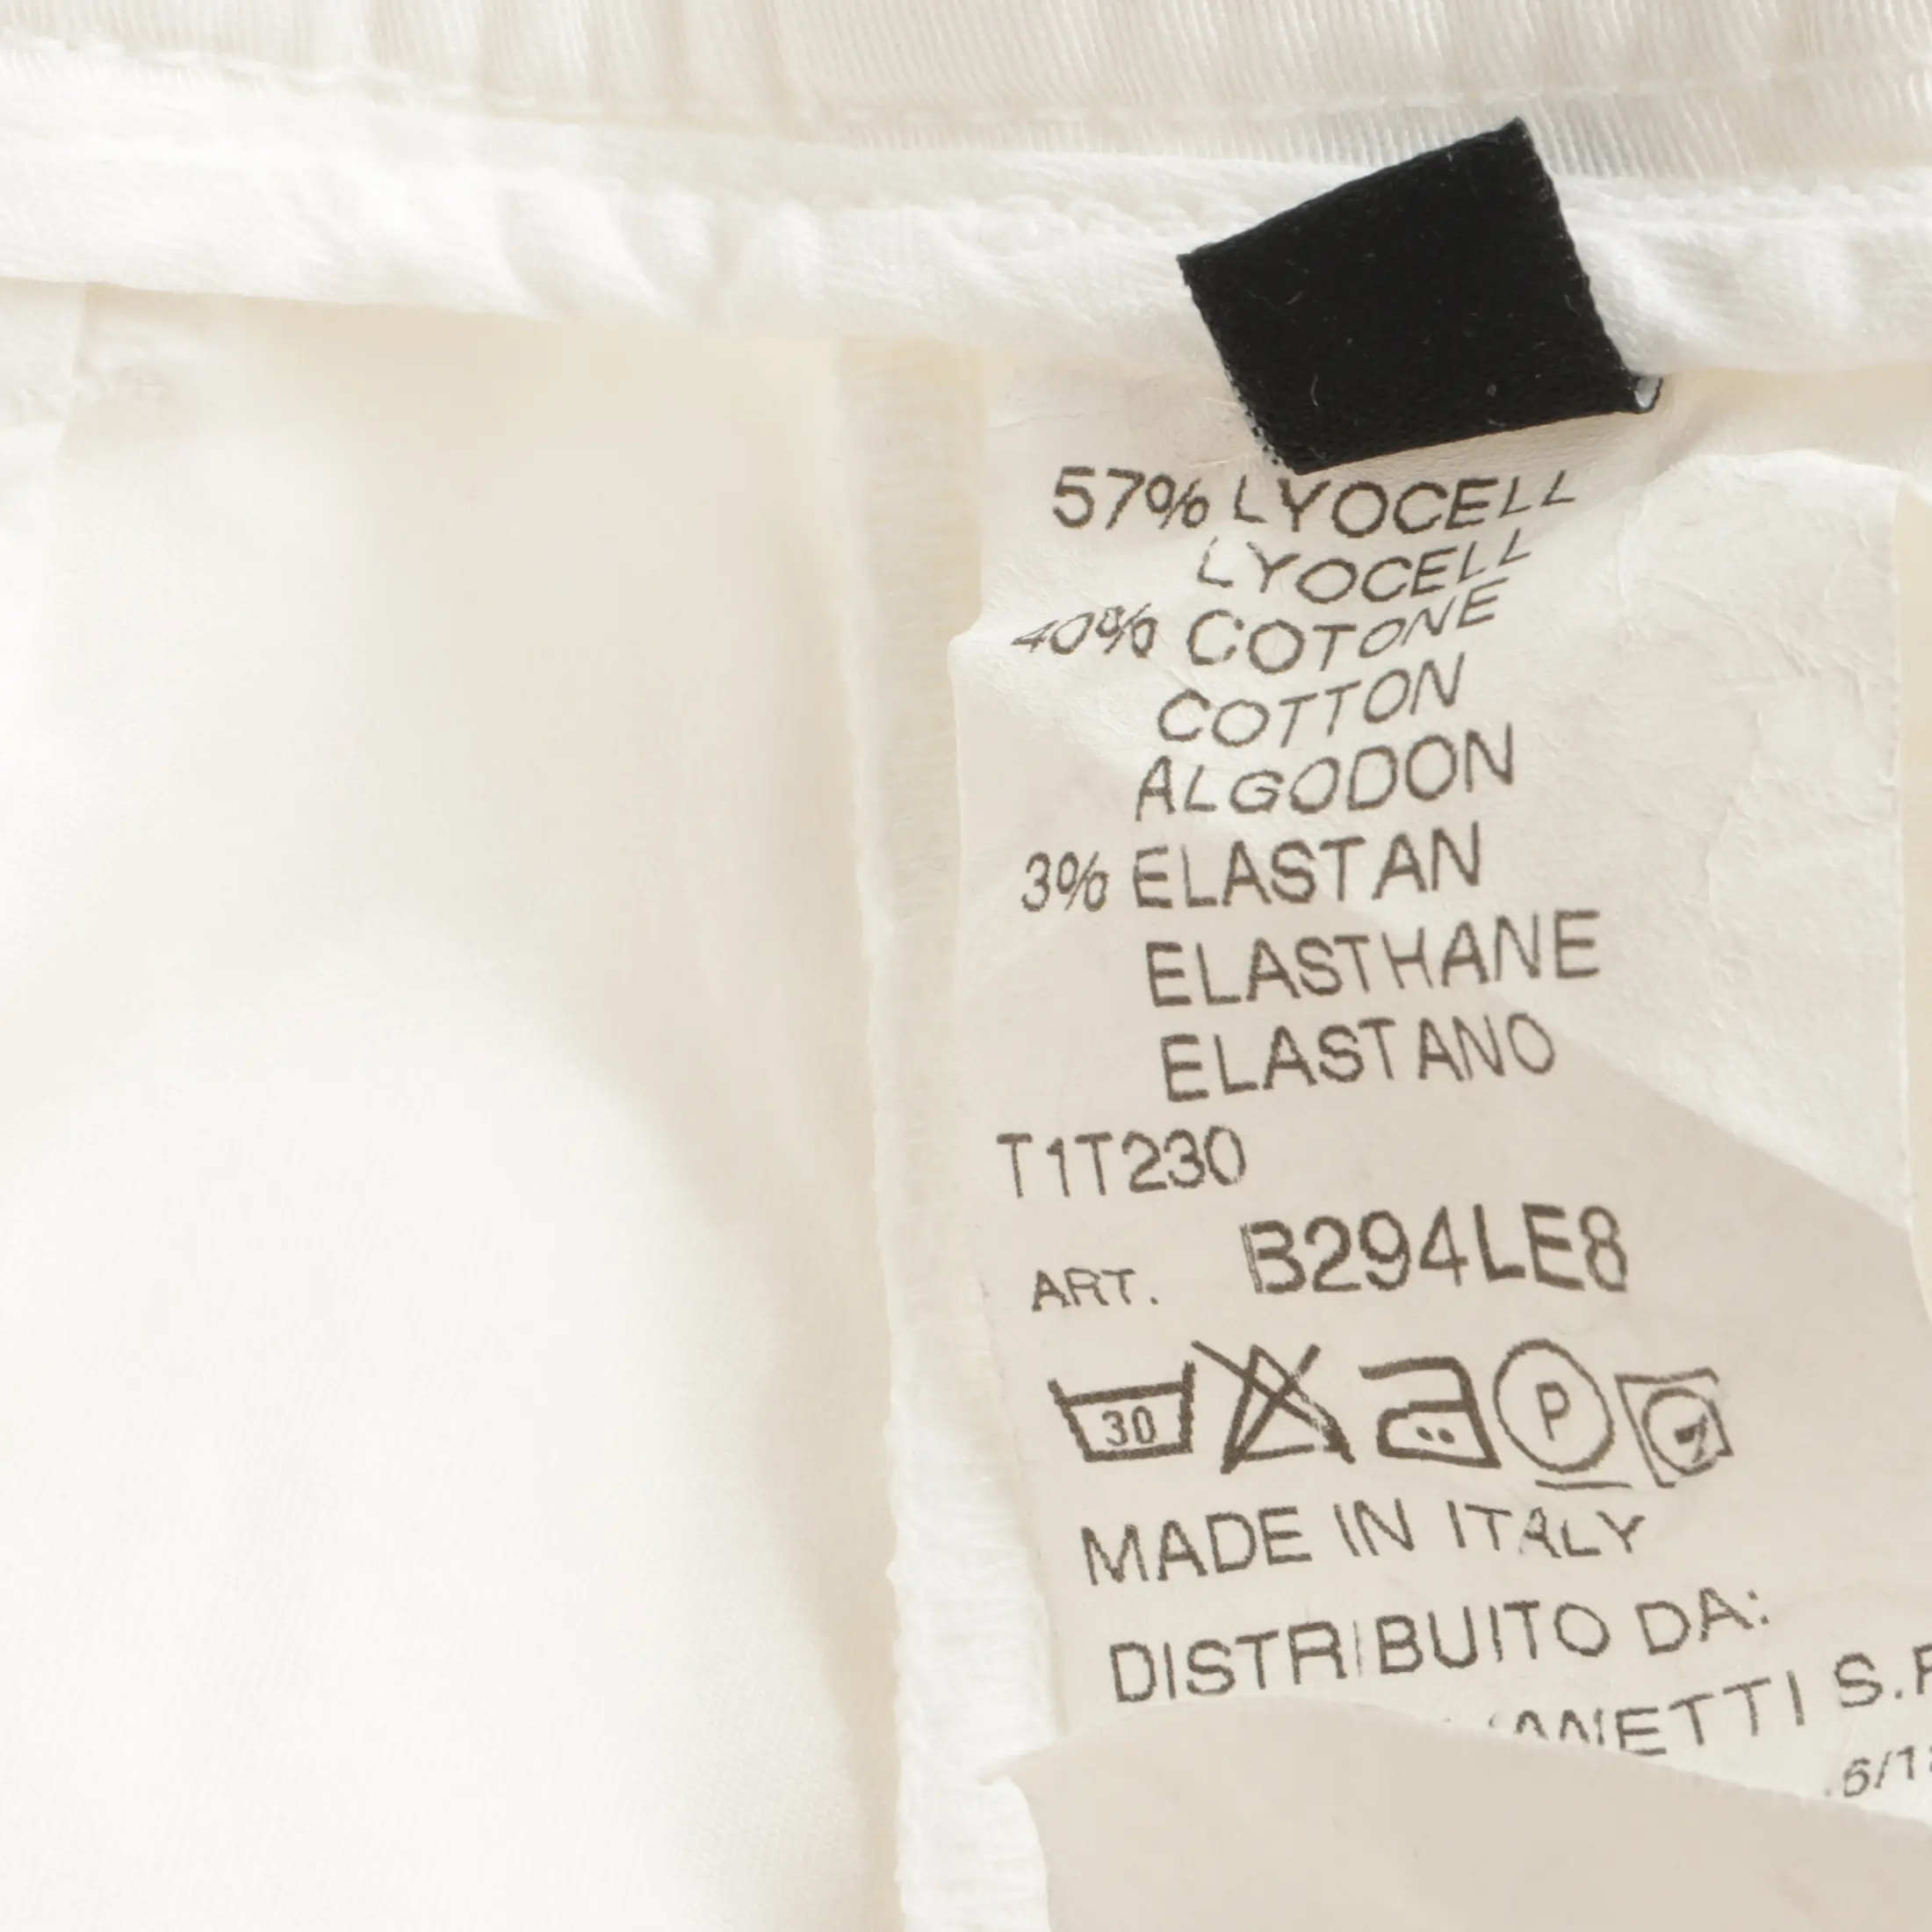 57% LYOCELL
LYOCELL
40% COTONE
COTTON
ALGODON
3% ELASTAN
ELASTHANE
ELASTANO
T1T230
ART. B294LE8
30 P
MADE IN ITALY
DISTRIBUITO DA: